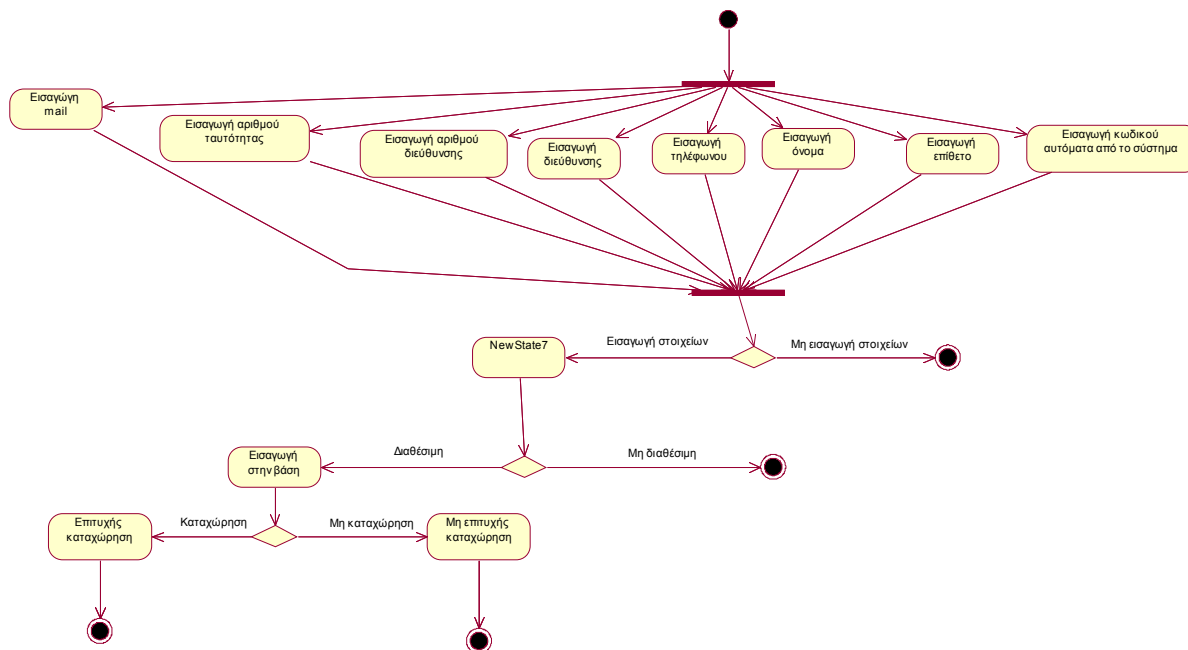 Εισαγώγη
mail
Εισαγωγή αριθμού
ταυτότητας
Εισαγωγή αριθμού
διεύθυνσης
Εισαγωγή
διεύθυνσης
Εισαγωγή
τηλέφωνου
Εισαγωγή
όνομα
Εισαγωγή
επίθετο
Εισαγωγή κωδικού
αυτόματα από το σύστημα
NewState7
Εισαγωγή στοιχείων
Μη εισαγωγή στοιχείων
Εισαγωγή
στην βάση
Διαθέσιμη
Μη διαθέσιμη
Επιτυχής
καταχώρηση
Καταχώρηση
Μη καταχώρηση
Μη επιτυχής
καταχώρηση